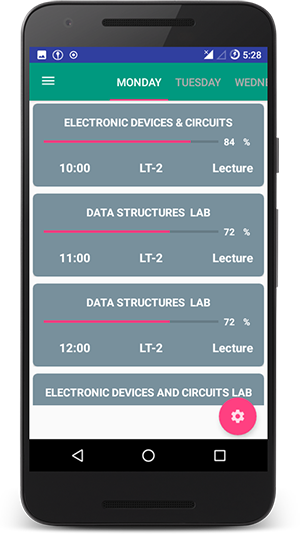 5:28
MONDAY TUESDAY WEDNE
ELECTRONIC DEVICES & CIRCUITS
84 %
10:00 LT-2 Lecture
DATA STRUCTURES LAB
72 %
11:00 LT-2 Lecture
DATA STRUCTURES LAB
72 %
12:00 LT-2 Lecture
ELECTRONIC DEVICES AND CIRCUITS LAB